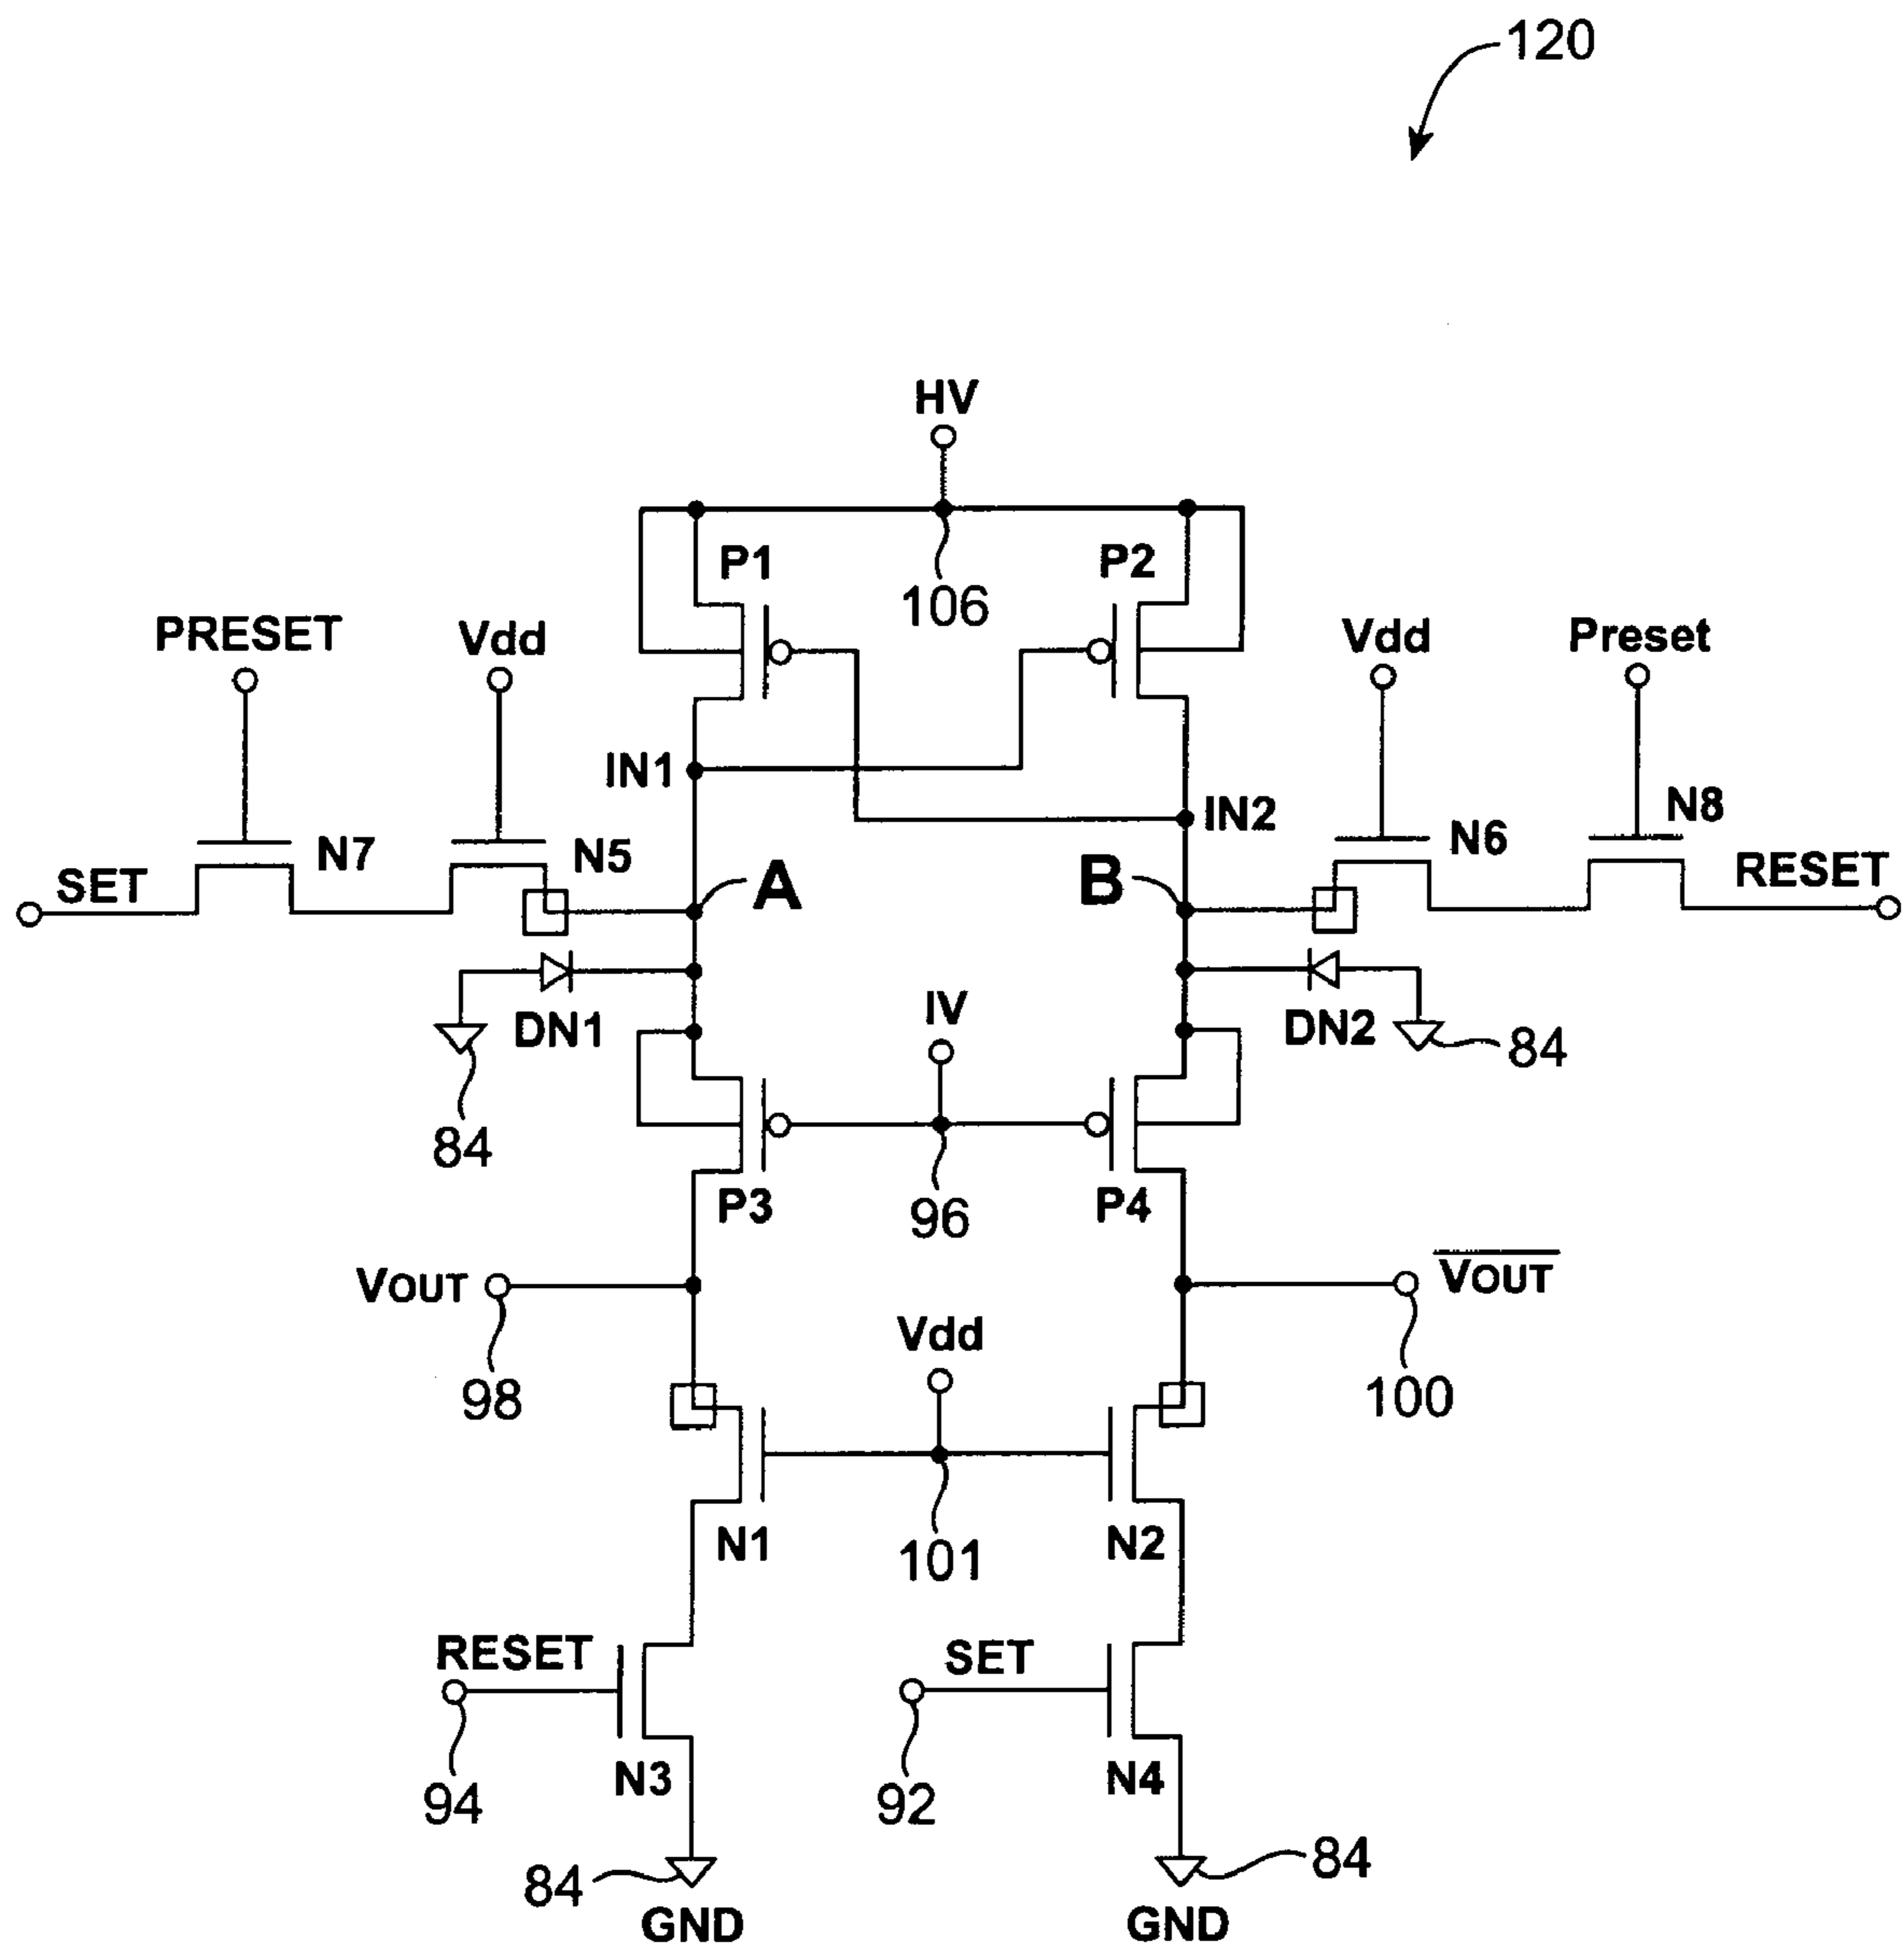 120
HV
P1
P2
106
PRESET
Vdd
Vdd
Preset
IN1
IN2
N7
N5
N6
N8
SET
A
B
RESET
DN1
IV
DN2
84
84
P3
96
P4
VOUT
VOUT
98
Vdd
100
N1
101
N2
RESET
SET
94
N3
92
N4
84
84
GND
GND